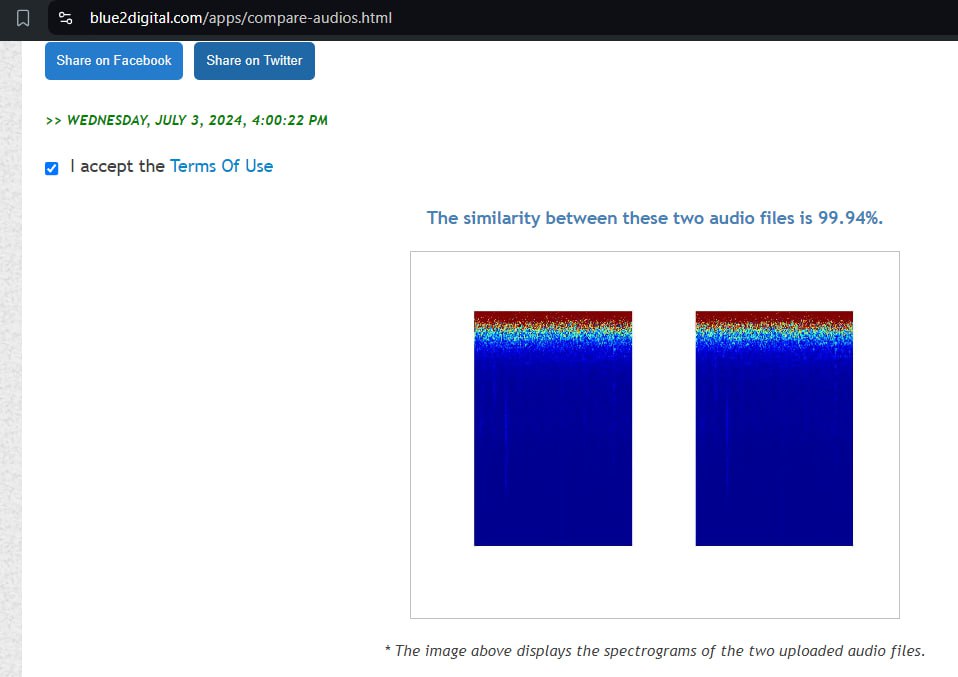 blue2digital.com/apps/compare-audios.html
Share on Facebook Share on Twitter
>> WEDNESDAY, JULY 3, 2024, 4:00:22 PM
I accept the Terms Of Use
The similarity between these two audio files is 99.94%.
* The image above displays the spectrograms of the two uploaded audio files.